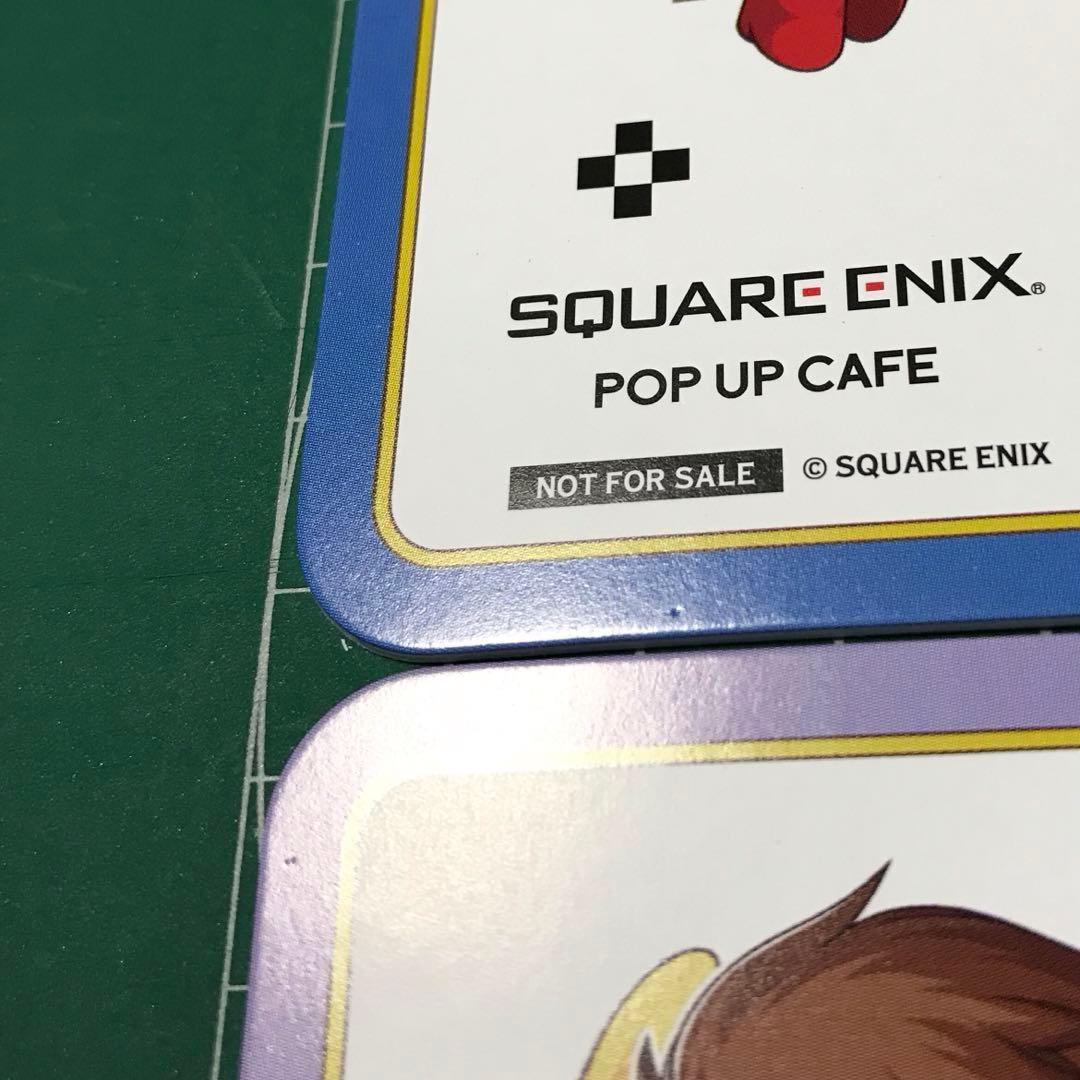 SQUARE ENIX®
POP UP CAFE
NOT FOR SALE © SQUARE ENIX